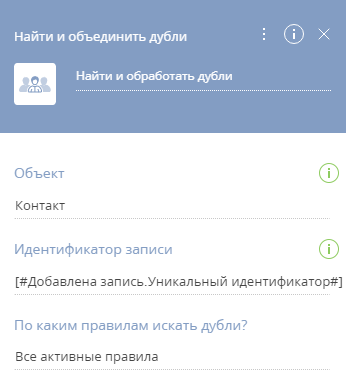 Найти и объединить дубли
Найти и обработать дубли
Объект
Контакт
Идентификатор записи
[#Добавлена запись.Уникальный идентификатор#]
По каким правилам искать дубли?
Все активные правила